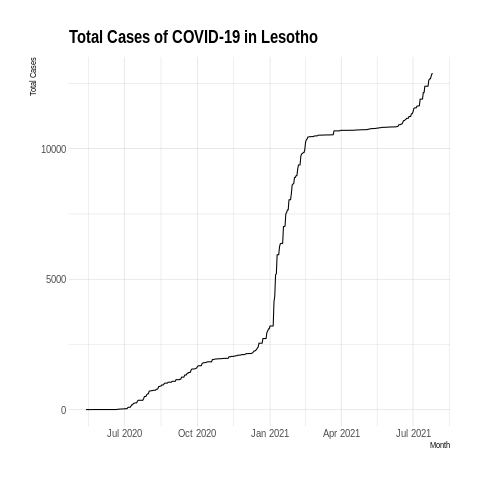 Total Cases of COVID-19 in Lesotho
Total Cases
10000
5000
0
Jul 2020 Oct 2020 Jan 2021 Apr 2021 Jul 2021
Month